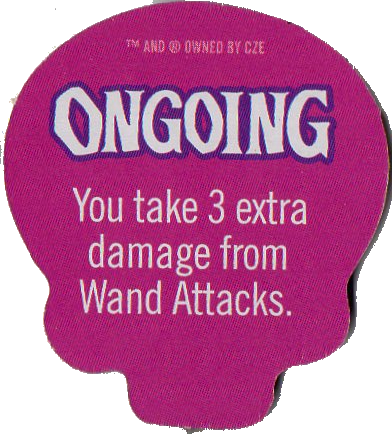 ™ AND ® OWNED BY CZE
ONGOING
You take 3 extra
damage from
Wand Attacks.